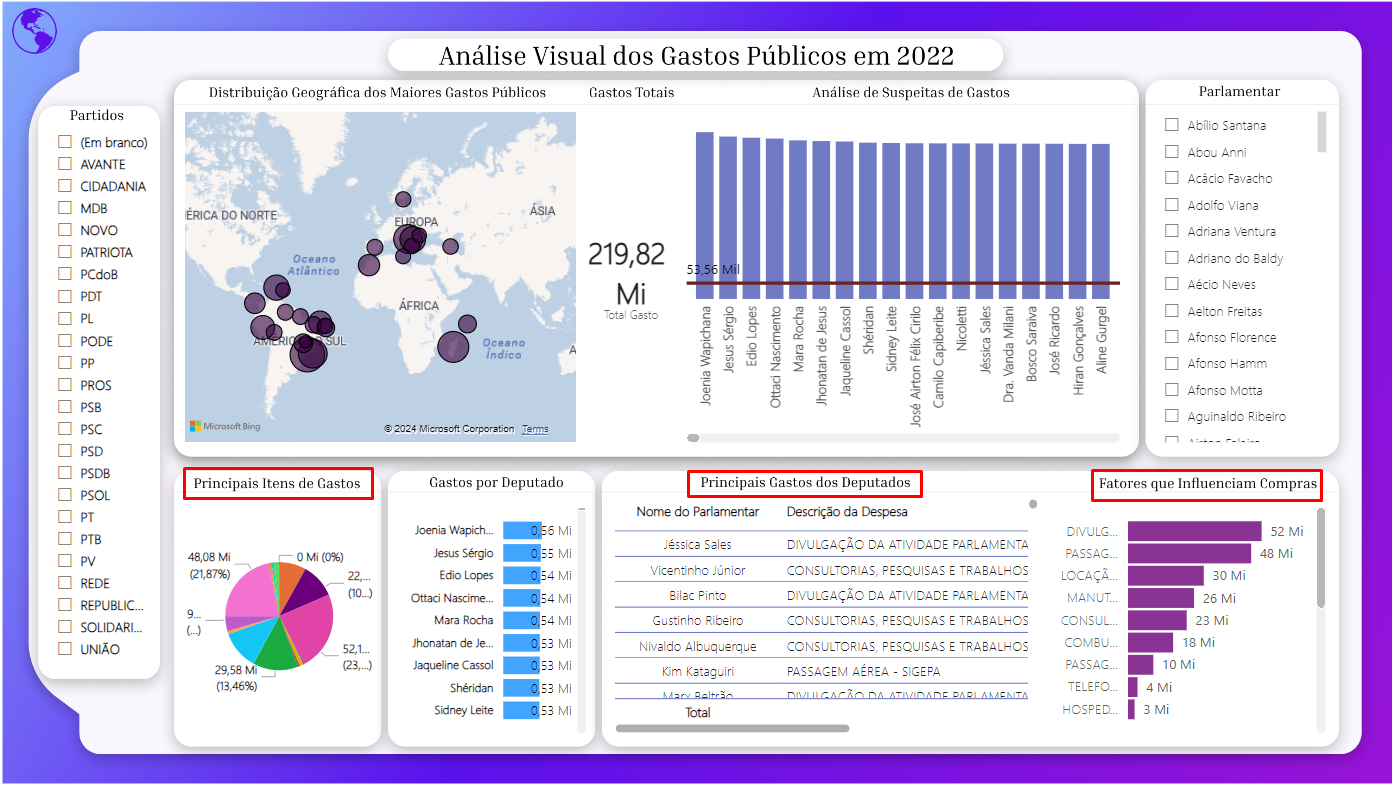 Análise Visual dos Gastos Públicos em 2022
Partidos
(Em branco)
AVANTE
CIDADANIA
MDB
NOVO
PATRIOTA
PCdoB
PDT
PL
PODE
PP
PROS
PSB
PSC
PSD
PSDB
PSOL
PT
PTB
PV
REDE
REPUBLIC...
SOLIDARI...
UNIÃO
Distribuição Geográfica dos Maiores Gastos Públicos
ÉRICA DO NORTE
EUROPA
ÁSIA
Oceano
Atlântico
ÁFRICA
AMÉRICA DO SUL
Oceano
Índico
A
Microsoft Bing
© 2024 Microsoft Corporation Terms
Gastos Totais
219,82
Mi
Total Gasto
Análise de Suspeitas de Gastos
53,56 Mil
Joenia Wapichana
Jesus Sérgio
Edio Lopes
Ottaci Nascimento
Mara Rocha
Jhonatan de Jesus
Jaqueline Cassol
Shéridan
Sidney Leite
José Airton Félix Cirilo
Camilo Capiberibe
Nicoletti
Jéssica Sales
Dra. Vanda Milani
Bosco Saraiva
José Ricardo
Hiran Gonçalves
Aline Gurgel
Parlamentar
Abílio Santana
Abou Anni
Acácio Favacho
Adolfo Viana
Adriana Ventura
Adriano do Baldy
Aécio Neves
Aelton Freitas
Afonso Florence
Afonso Hamm
Afonso Motta
Aguinaldo Ribeiro
Principais Itens de Gastos
48,08 Mi
(21,87%)
0 Mi (0%)
22,...
(10...)
9...
(...)
52,1...
(23,...)
29,58 Mi
(13,46%)
Gastos por Deputado
Joenia Wapich... 0,56 Mi
Jesus Sérgio 0,55 Mi
Edio Lopes 0,54 Mi
Ottaci Nascime... 0,54 Mi
Mara Rocha 0,54 Mi
Jhonatan de Je... 0,53 Mi
Jaqueline Cassol 0,53 Mi
Shéridan 0,53 Mi
Sidney Leite 0,53 Mi
Principais Gastos dos Deputados
Nome do Parlamentar Descrição da Despesa
Jéssica Sales DIVULGAÇÃO DA ATIVIDADE PARLAMENTA
Vicentinho Júnior CONSULTORIAS, PESQUISAS E TRABALHOS
Bilac Pinto DIVULGAÇÃO DA ATIVIDADE PARLAMENTA
Gustinho Ribeiro CONSULTORIAS, PESQUISAS E TRABALHOS
Nivaldo Albuquerque CONSULTORIAS, PESQUISAS E TRABALHOS
Kim Kataguiri PASSAGEM AÉREA - SIGEPA
Marx Beltrão DIVULGAÇÃO DA ATIVIDADE PARLAMENTA
Total
Fatores que Influenciam Compras
DIVULG... 52 Mi
PASSAG... 48 Mi
LOCAÇÃ... 30 Mi
MANUT... 26 Mi
CONSUL... 23 Mi
COMBU... 18 Mi
PASSAG... 10 Mi
TELEFO... 4 Mi
HOSPED... 3 Mi